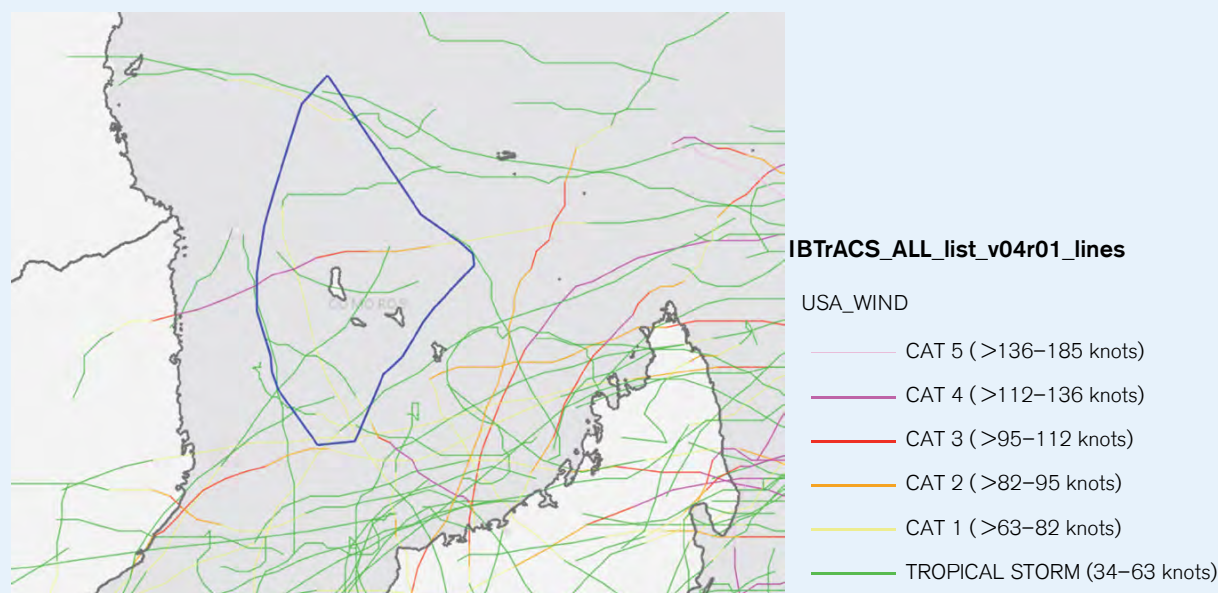 COMOROS
IBTrACS_ALL_list_v04r01_lines
USA_WIND
CAT 5 ( >136–185 knots)
CAT 4 ( >112–136 knots)
CAT 3 ( >95–112 knots)
CAT 2 ( >82–95 knots)
CAT 1 ( >63–82 knots)
TROPICAL STORM (34–63 knots)